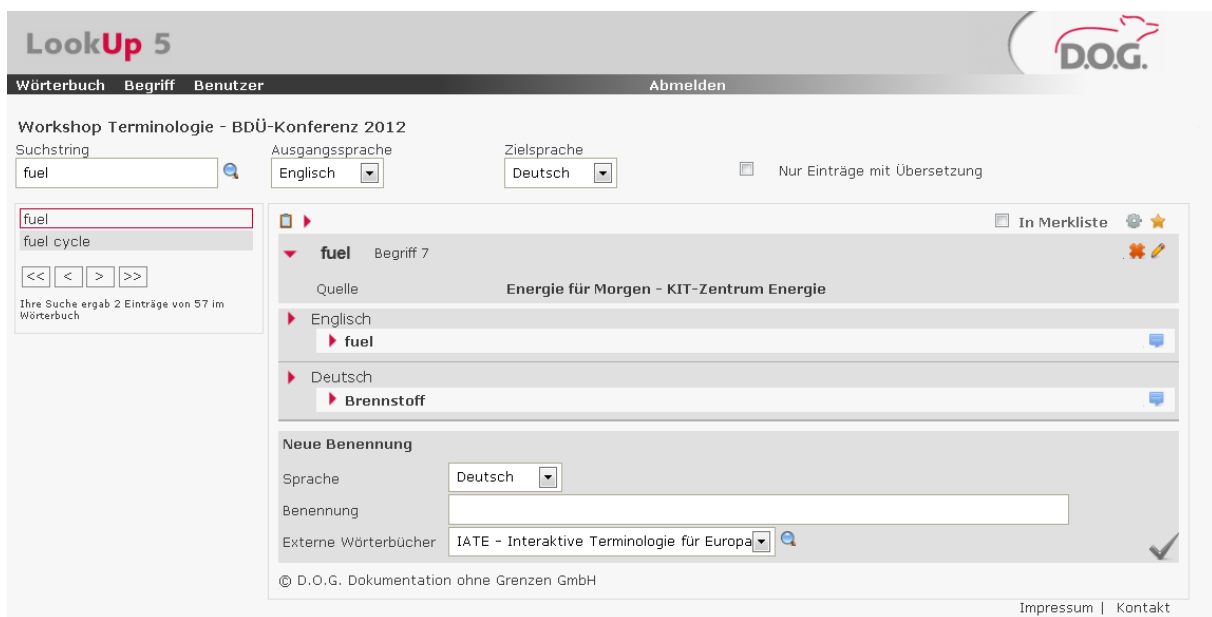 LookUp 5
D.O.G.
Wörterbuch Begriff Benutzer Abmelden
Workshop Terminologie - BDÜ-Konferenz 2012
Suchstring Ausgangssprache Zielsprache
fuel Englisch Deutsch Nur Einträge mit Übersetzung
fuel
fuel cycle
<< < > >>
Ihre Suche ergab 2 Einträge von 57 im
Wörterbuch
In Merkliste
fuel Begriff 7
Quelle Energie für Morgen - KIT-Zentrum Energie
Englisch
fuel
Deutsch
Brennstoff
Neue Benennung
Sprache Deutsch
Benennung
Externe Wörterbücher IATE - Interaktive Terminologie für Europa
© D.O.G. Dokumentation ohne Grenzen GmbH
Impressum | Kontakt